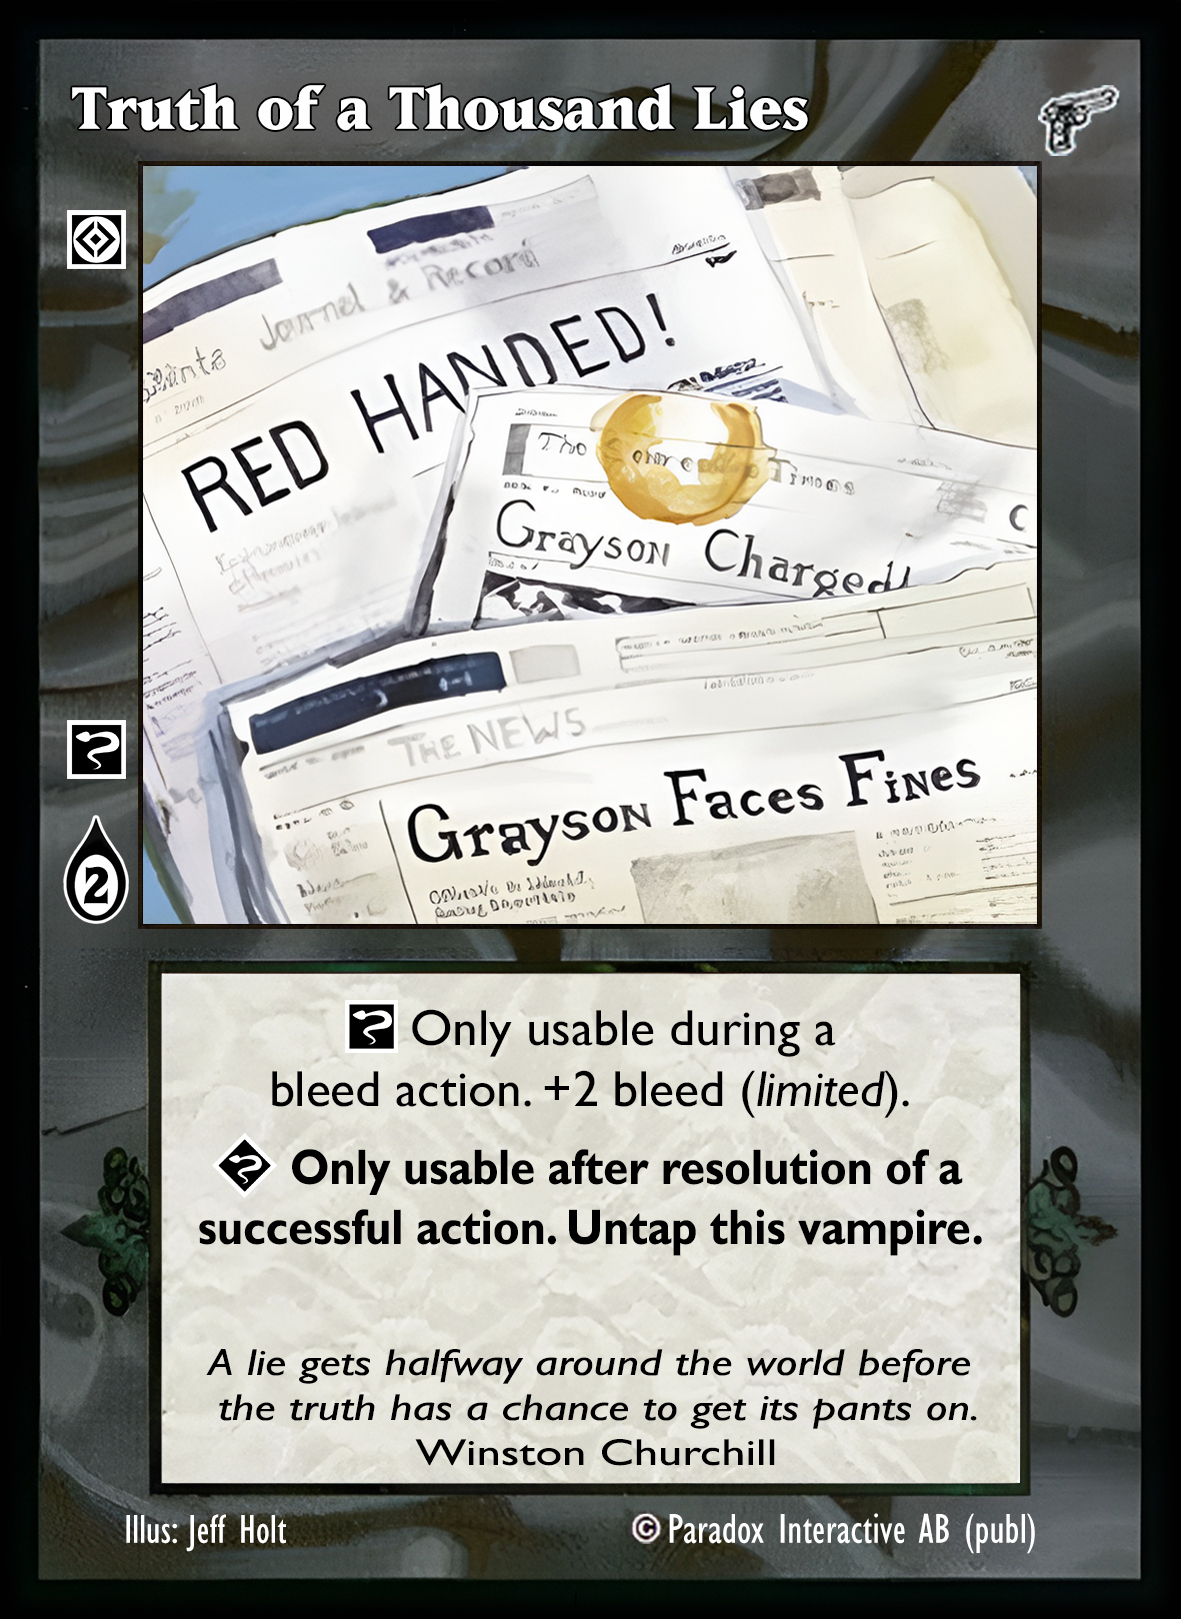 Truth of a Thousand Lies
Journal & Record
RED HANDED!
Grayson Charged!
THE NEWS
Grayson Faces Fines
2
Only usable during a
bleed action. +2 bleed (limited).
Only usable after resolution of a
successful action. Untap this vampire.
A lie gets halfway around the world before
the truth has a chance to get its pants on.
Winston Churchill
Illus: Jeff Holt
© Paradox Interactive AB (publ)